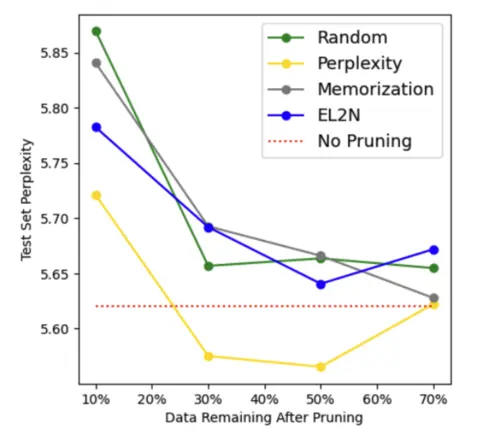 Random
Perplexity
Memorization
EL2N
No Pruning
Test Set Perplexity
5.85
5.80
5.75
5.70
5.65
5.60
10% 20% 30% 40% 50% 60% 70%
Data Remaining After Pruning